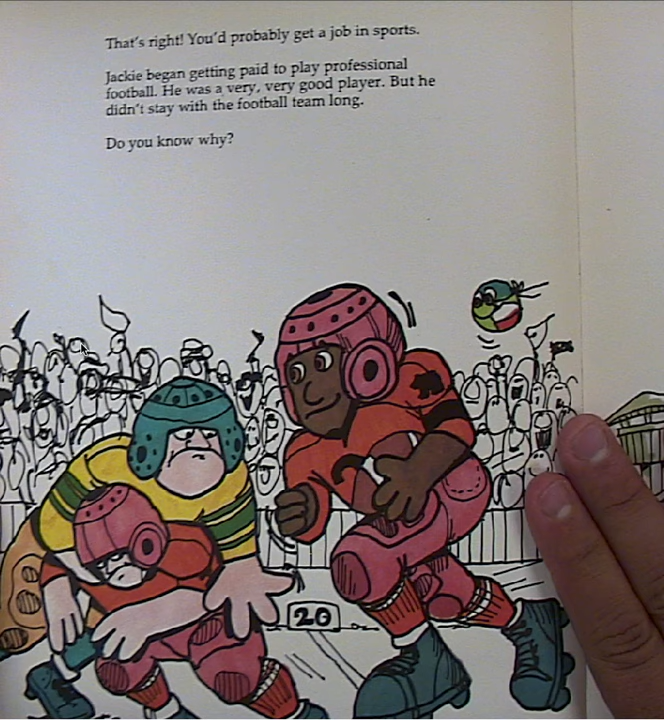 That's right! You'd probably get a job in sports.
Jackie began getting paid to play professional
football. He was a very, very good player. But he
didn't stay with the football team long.
Do you know why?
20